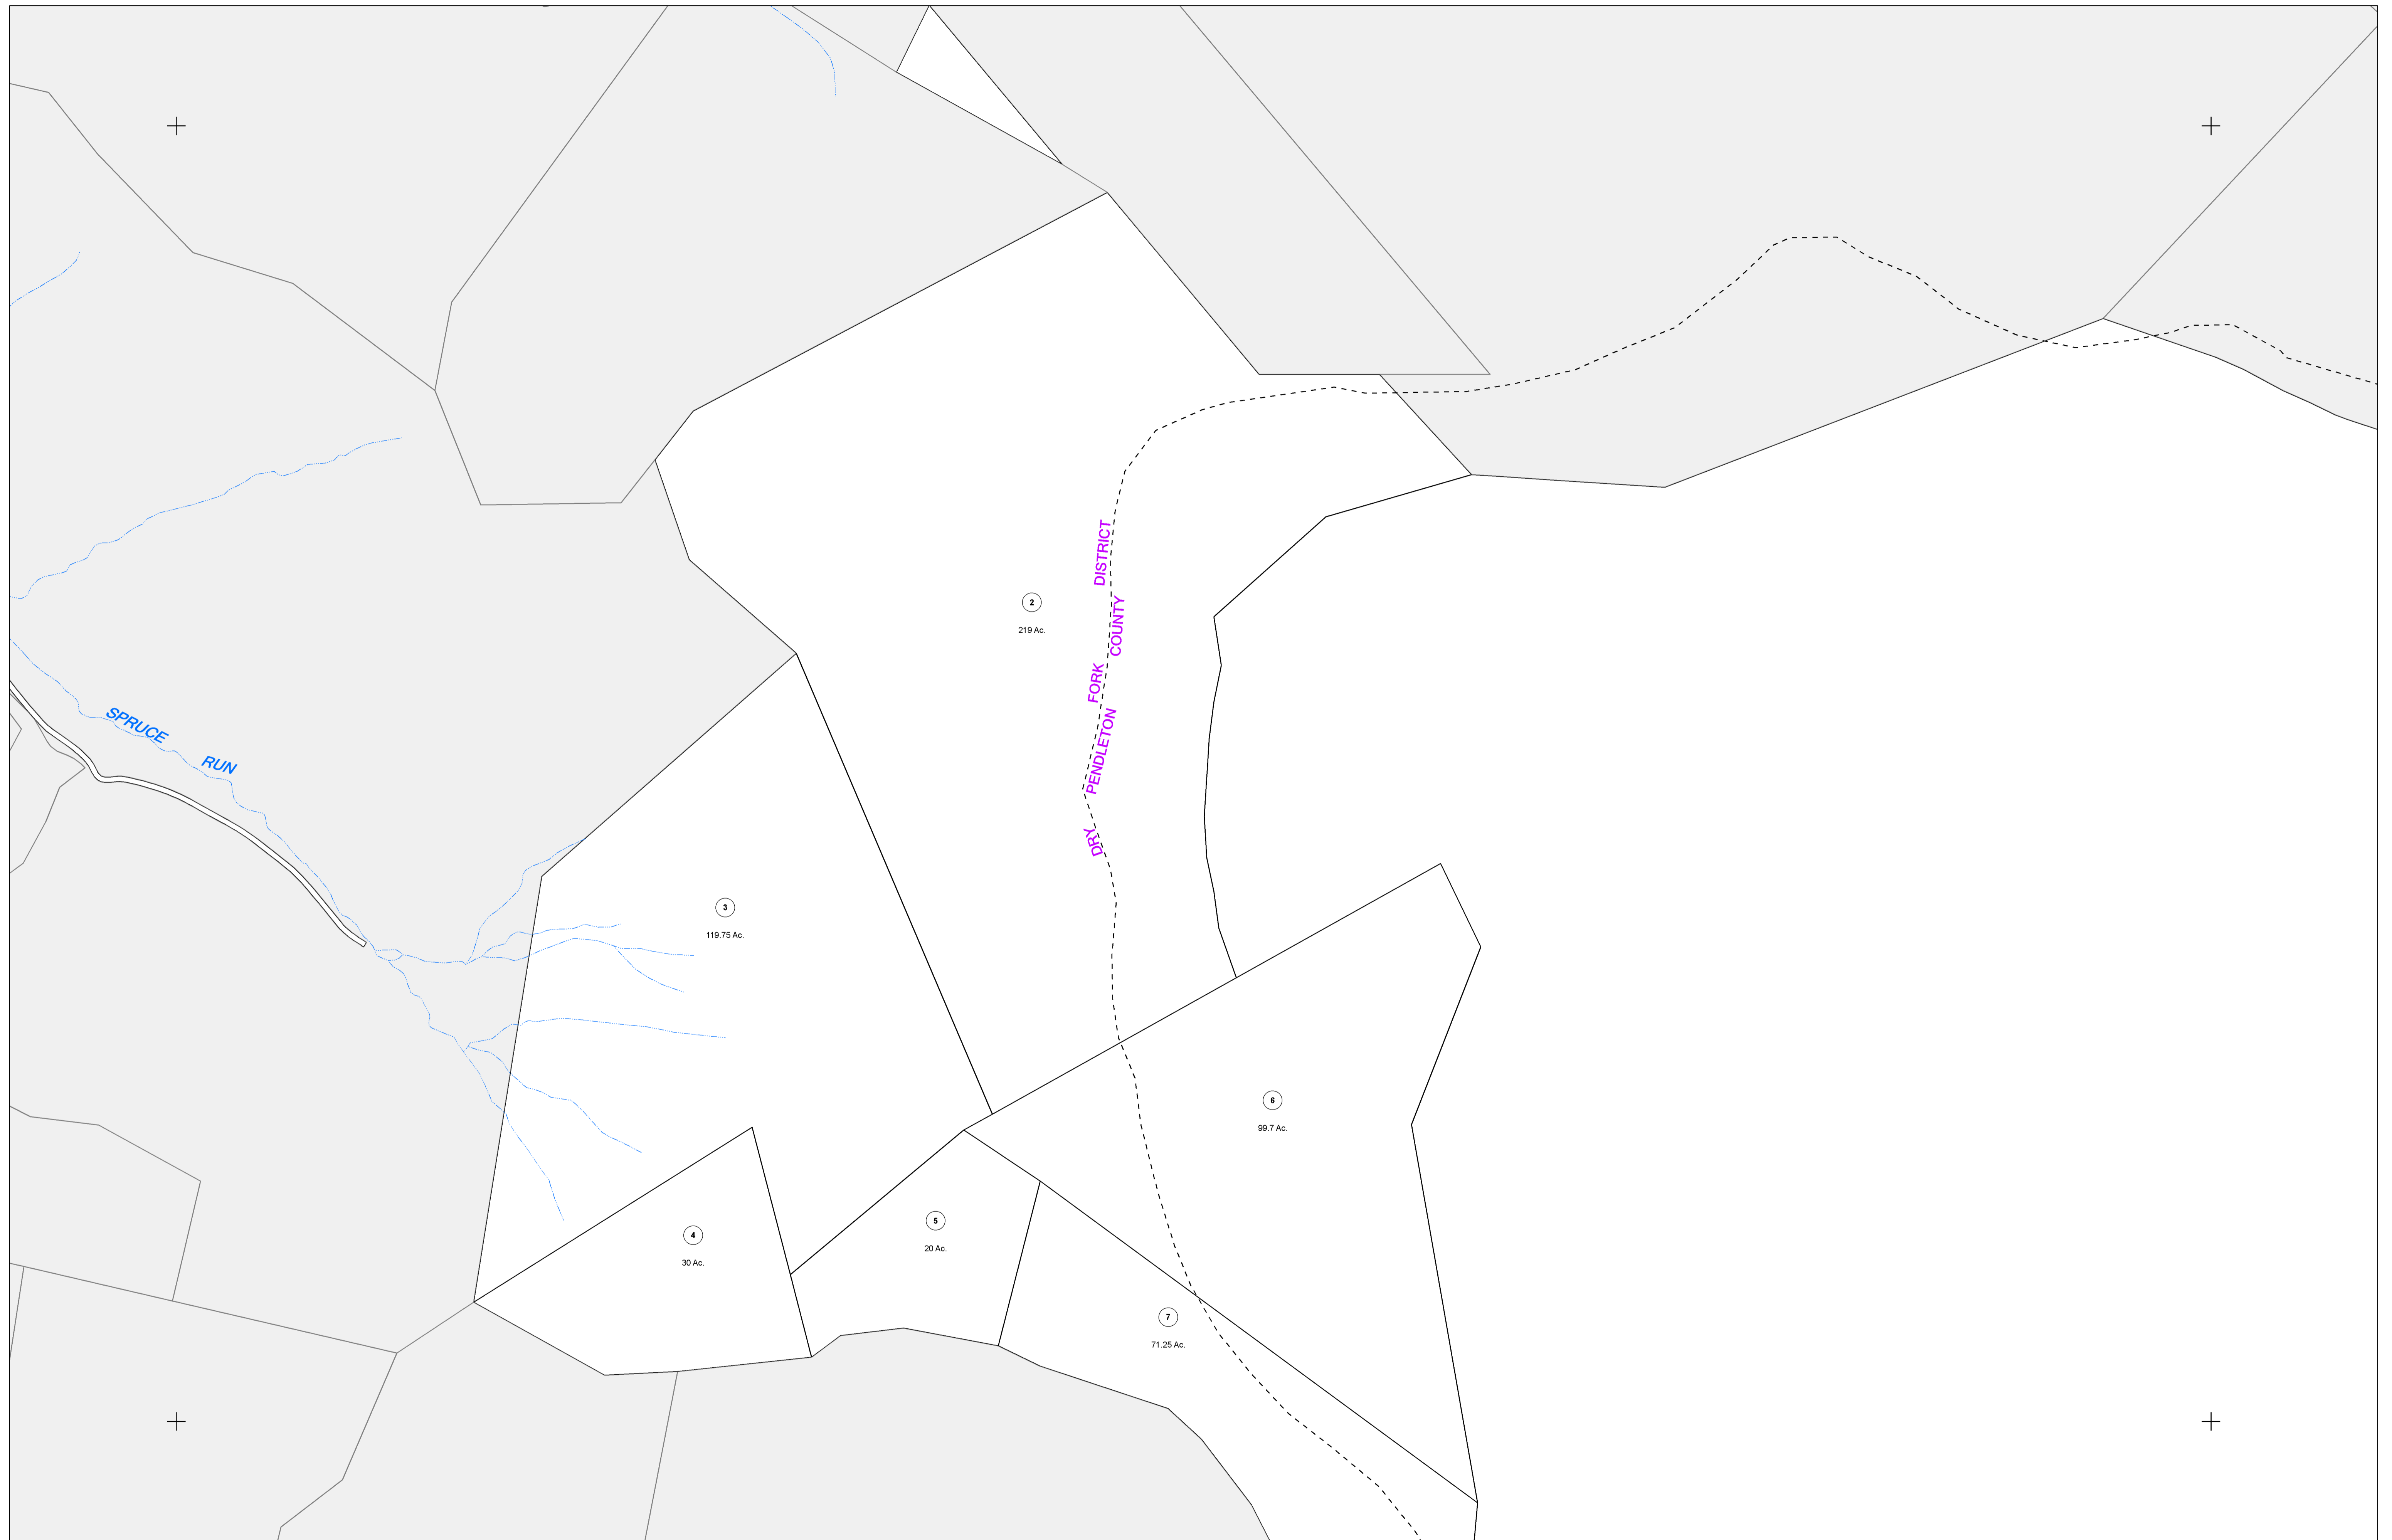 DISTRICT
2
219 Ac.
COUNTY
FORK
PENDLETON
SPRUCE
RUN
DRY
3
119.75 Ac.
6
99.7 Ac.
5
20 Ac.
4
30 Ac.
7
71.25 Ac.